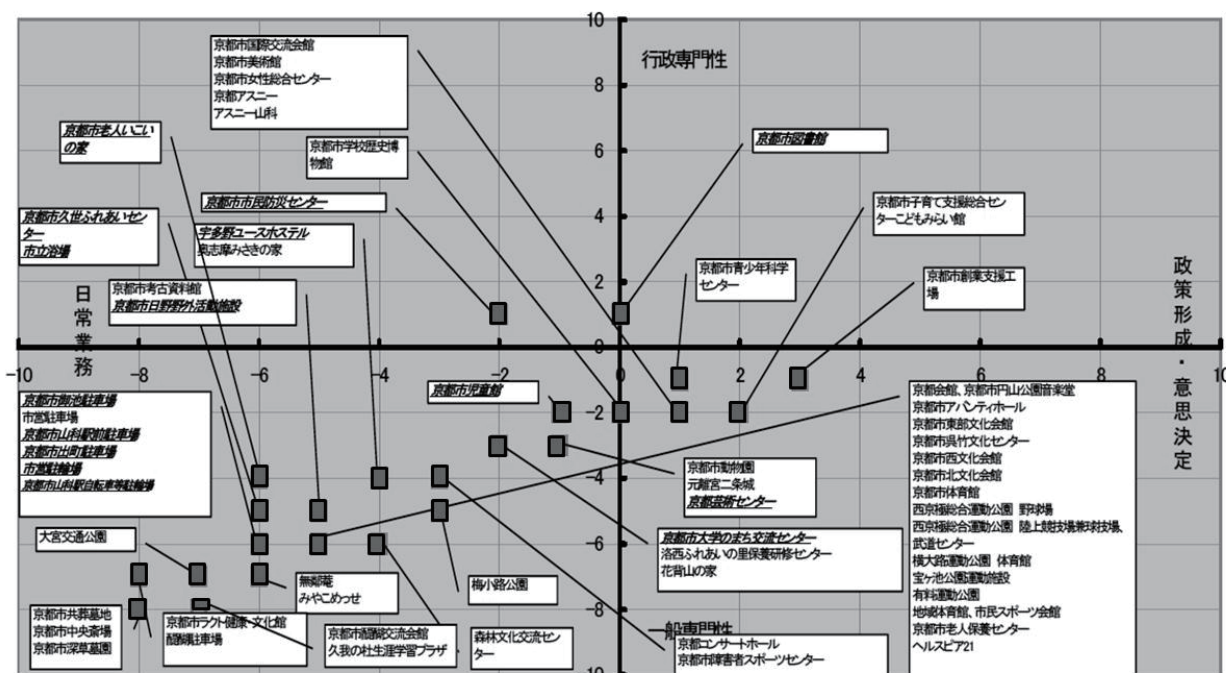 10
行政専門性
8
6
4
2
0
-10
-8
-6
-4
-2
0
2
4
6
8
10
-2
-4
-6
-8
-10
日常業務
政策形成・意思決定
一般専門性
京都市国際交流会館
京都市美術館
京都市女性総合センター
京都アスニー
アスニー山科
京都市老人いこい
の家
京都市学校歴史博
物館
京都市図書館
京都市市民防災センター
京都市子育て支援総合セン
ターこどもみらい館
京都市久世ふれあいセン
ター
市立浴場
宇多野ユースホステル
奥志摩みさきの家
京都市青少年科学
センター
京都市創業支援工
場
京都市考古資料館
京都市日野野外活動施設
京都市御池駐車場
市営駐車場
京都市山科駅前駐車場
京都市出町駐車場
市営駐輪場
京都市山科駅自転車等駐輪場
京都市児童館
京都会館、京都市円山公園音楽堂
京都市アバンティホール
京都市東部文化会館
京都市呉竹文化センター
京都市西文化会館
京都市北文化会館
京都市体育館
西京極総合運動公園 野球場
西京極総合運動公園 陸上競技場兼球技場、
武道センター
横大路運動公園 体育館
宝ヶ池公園運動施設
有料運動公園
地域体育館、市民スポーツ会館
京都市老人保養センター
ヘルスピア21
京都市動物園
元離宮二条城
京都芸術センター
京都市大学のまち交流センター
洛西ふれあいの里保養研修センター
花背山の家
大宮交通公園
無鄰菴
みやこめっせ
梅小路公園
京都市共葬墓地
京都市中央斎場
京都市深草墓園
京都市ラクト健康・文化館
醍醐駐車場
京都市醍醐交流会館
久我の杜生涯学習プラザ
森林文化交流セン
ター
京都コンサートホール
京都市障害者スポーツセンター